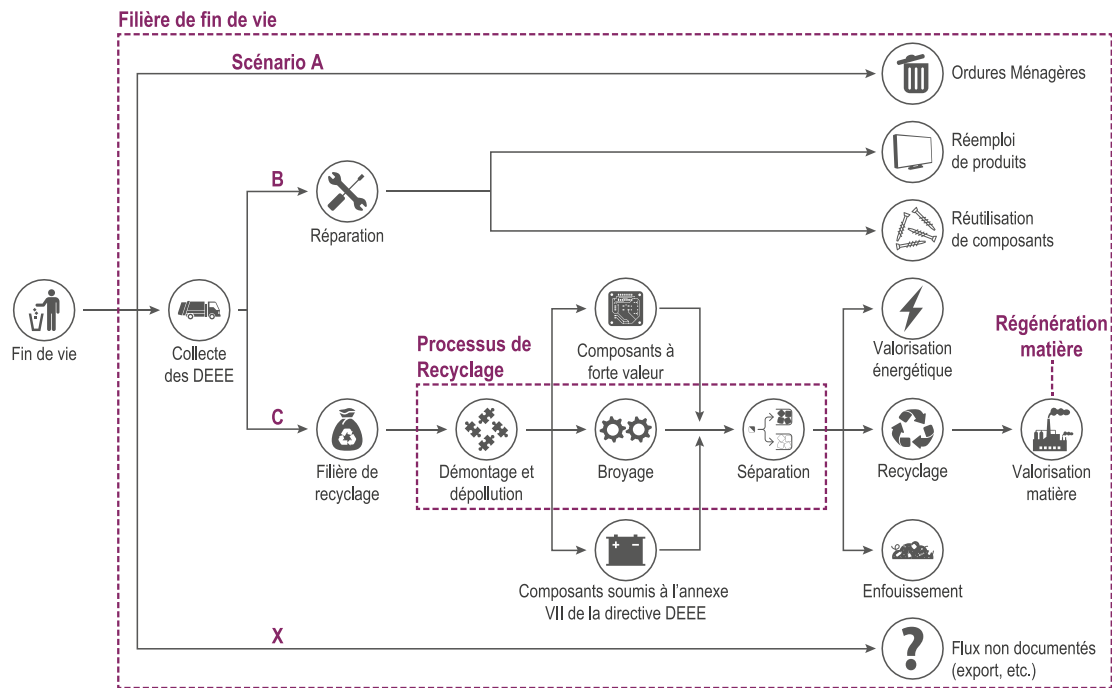 Filière de fin de vie
Scénario A
Ordures Ménagères
B
Réparation
Réemploi
de produits
Réutilisation
de composants
Fin de vie
Collecte
des DEEE
Processus de
Recyclage
Composants à
forte valeur
Valorisation
énergétique
Régénération
matière
C
Filière de
recyclage
Démontage et
dépollution
Broyage
Séparation
Recyclage
Valorisation
matière
Composants soumis à l'annexe
VII de la directive DEEE
Enfouissement
X
Flux non documentés
(export, etc.)